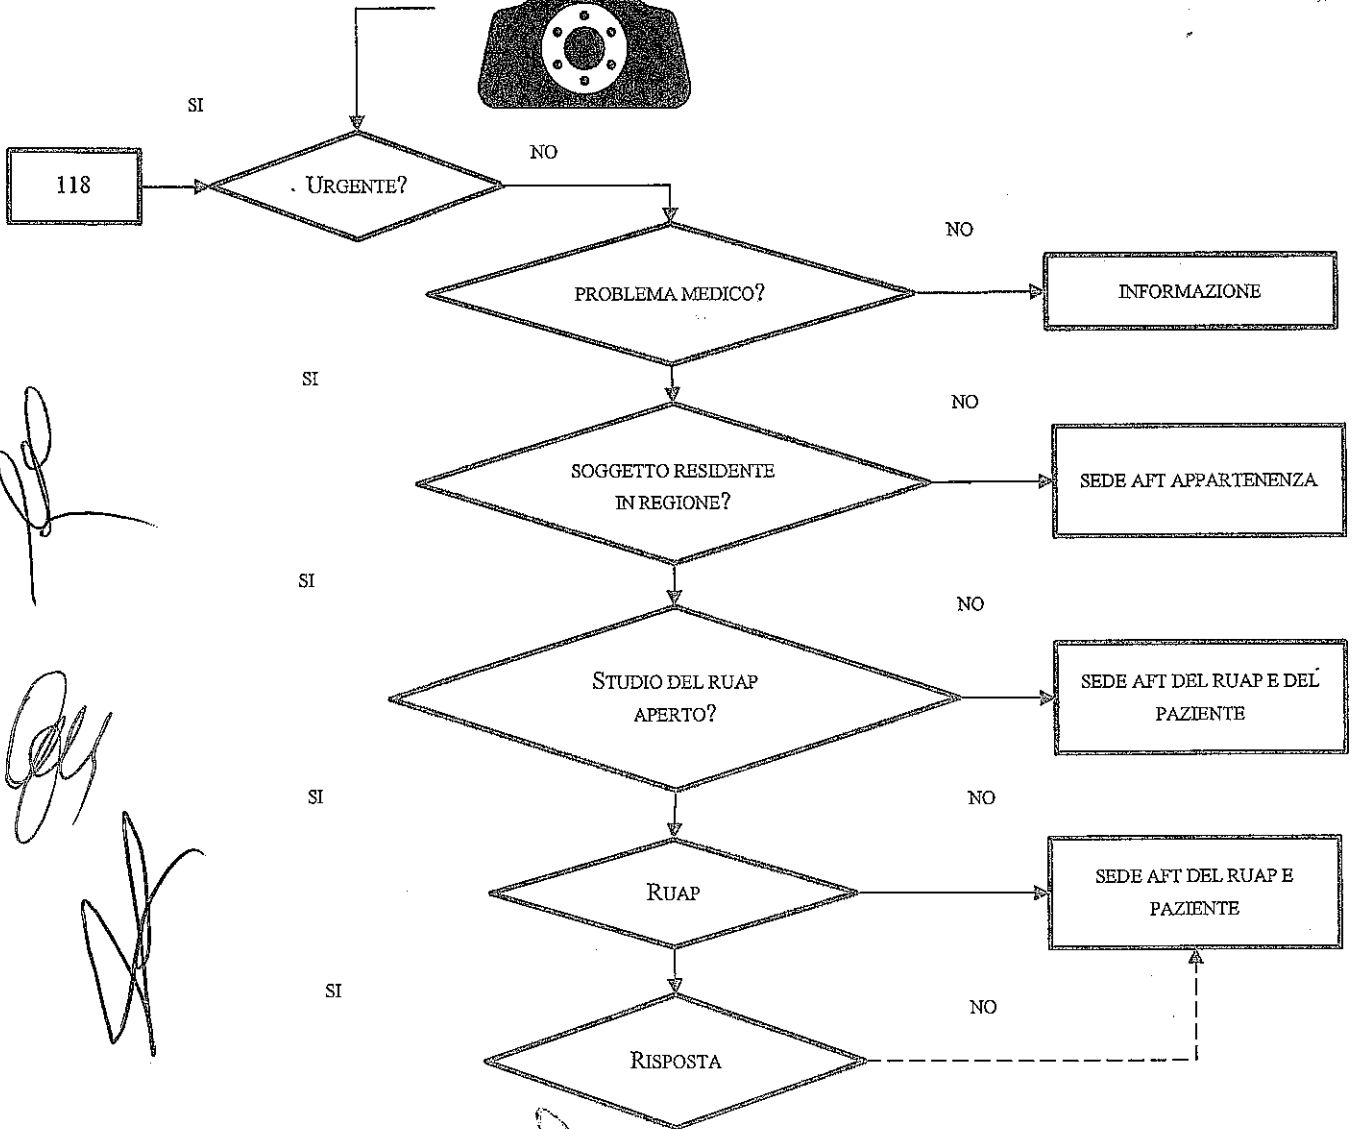 SI
NO
118
URGENTE?
NO
PROBLEMA MEDICO?
INFORMAZIONE
SI
NO
SOGGETTO RESIDENTE
IN REGIONE?
SEDE AFT APPARTENENZA
SI
NO
STUDIO DEL RUAP
APERTO?
SEDE AFT DEL RUAP E DEL
PAZIENTE
SI
NO
RUAP
SEDE AFT DEL RUAP E
PAZIENTE
SI
NO
RISPOSTA